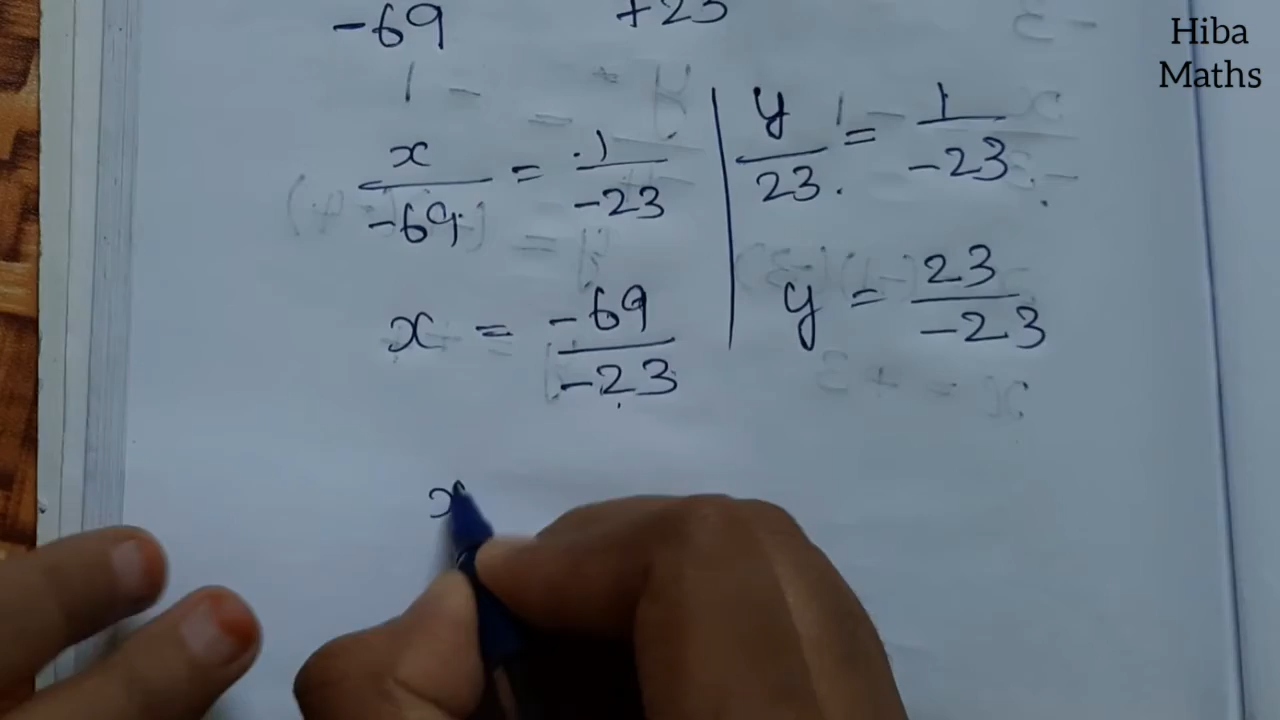 Hiba
Maths
-69 +23
x/-69 = 1/-23
x = -69/-23
y/23 = 1/-23
y = 23/-23
x